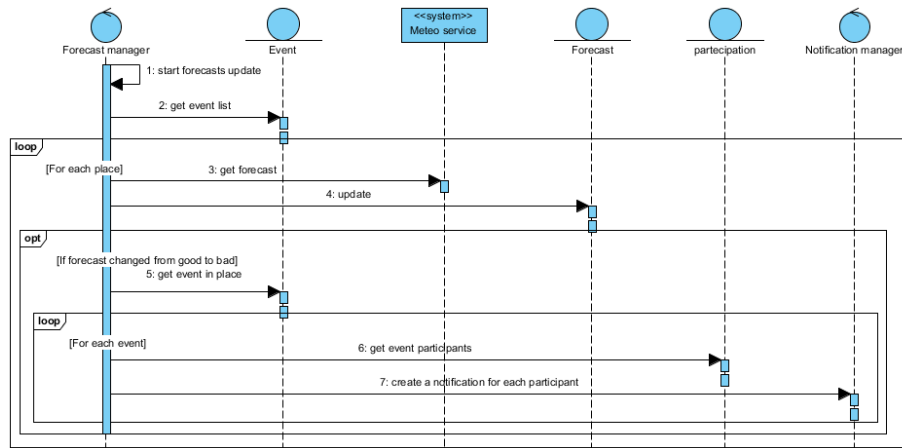 <<system>>
Forecast manager
Event
Meteo service
Forecast
partecipation
Notification manager
1: start forecasts update
2: get event list
loop
[For each place]
3: get forecast
4: update
opt
[If forecast changed from good to bad]
5: get event in place
loop
[For each event]
6: get event participants
7: create a notification for each participant